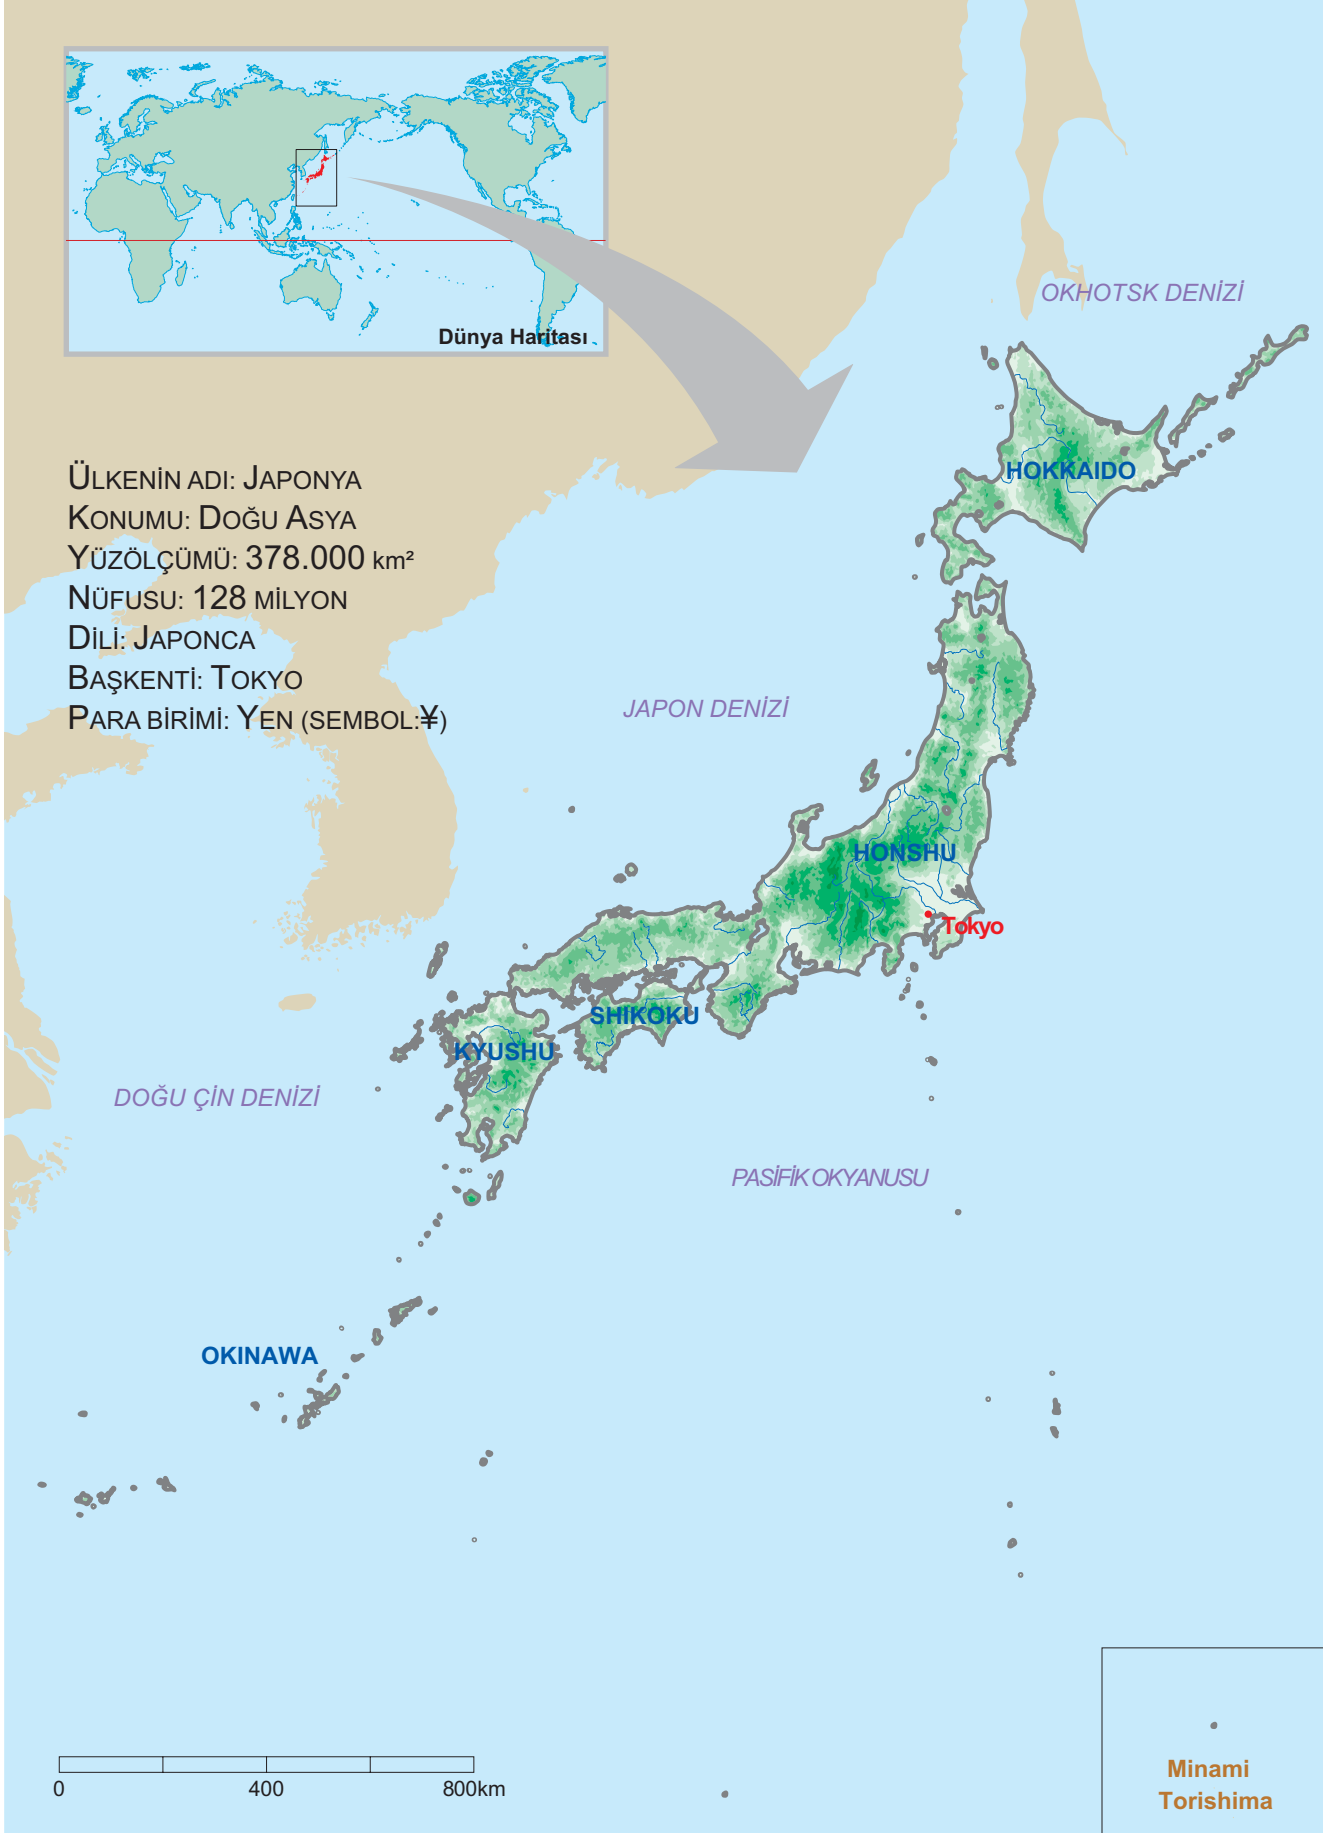 Dünya Haritası
OKHOTSK DENİZİ
HOKKAIDO
ÜLKENİN ADI: JAPONYA
KONUMU: DOĞU ASYA
YÜZÖLÇÜMÜ: 378.000 km²
NÜFUSU: 128 MİLYON
DİLİ: JAPONCA
BAŞKENTİ: TOKYO
PARA BİRİMİ: YEN (SEMBOL:¥)
JAPON DENİZİ
HONSHU
Tokyo
SHIKOKU
KYUSHU
DOĞU ÇİN DENİZİ
PASİFİK OKYANUSU
OKINAWA
Minami
Torishima
0 400 800km